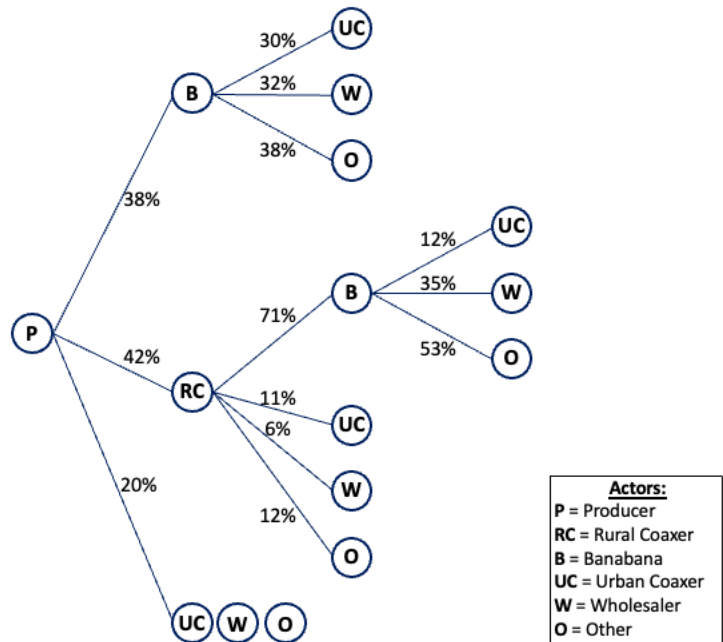 UC
30%
B
32%
W
38%
O
38%
UC
12%
B
35%
W
71%
P
53%
O
42%
RC
11%
UC
6%
W
20%
12%
O
UC W O
Actors:
P = Producer
RC = Rural Coaxer
B = Banabana
UC = Urban Coaxer
W = Wholesaler
O = Other